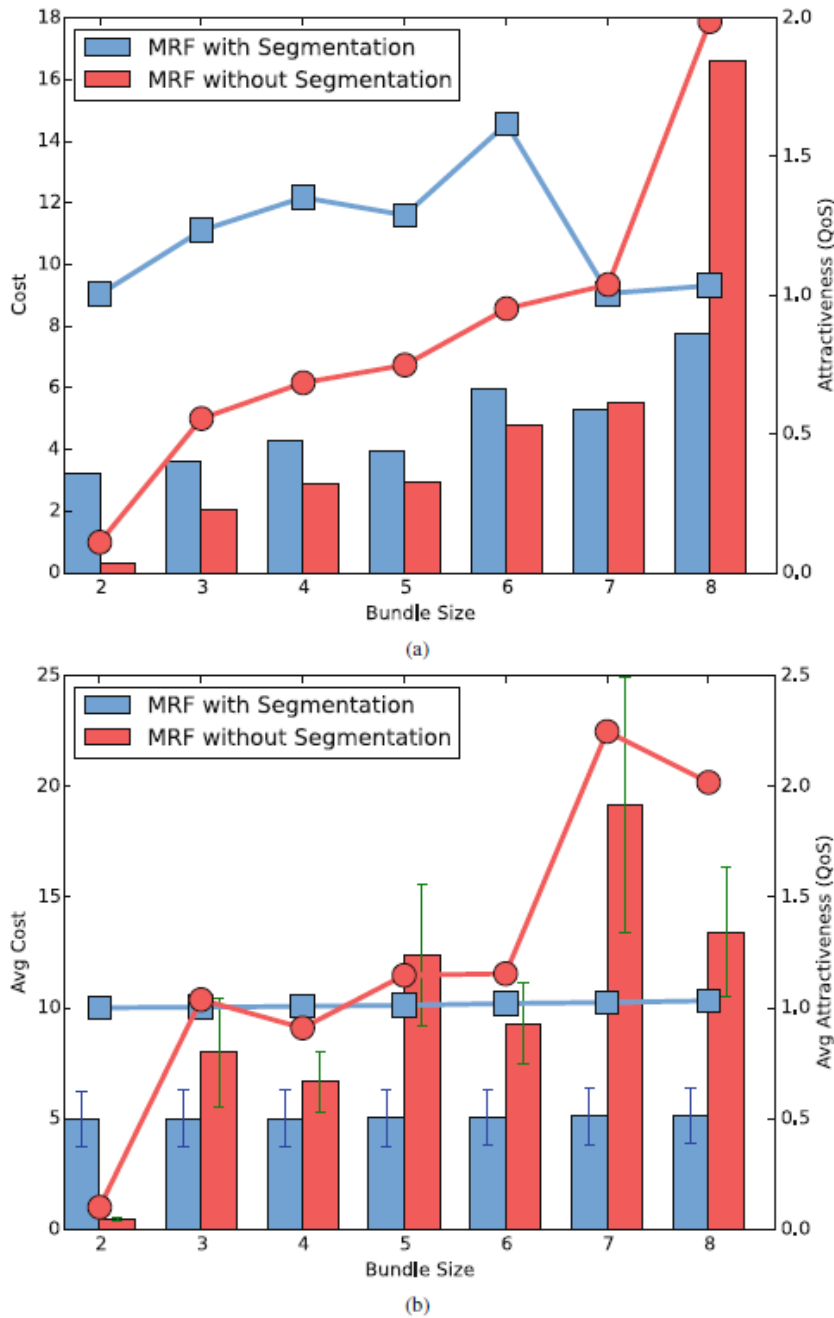 18
16
14
12
10
8
6
4
2
0
Cost
MRF with Segmentation
MRF without Segmentation
2.0
1.5
1.0
0.5
0.0
Attractiveness (QoS)
2 3 4 5 6 7 8
Bundle Size
(a)
25
20
15
10
5
0
Avg Cost
MRF with Segmentation
MRF without Segmentation
2.5
2.0
1.5
1.0
0.5
0.0
Avg Attractiveness (QoS)
2 3 4 5 6 7 8
Bundle Size
(b)